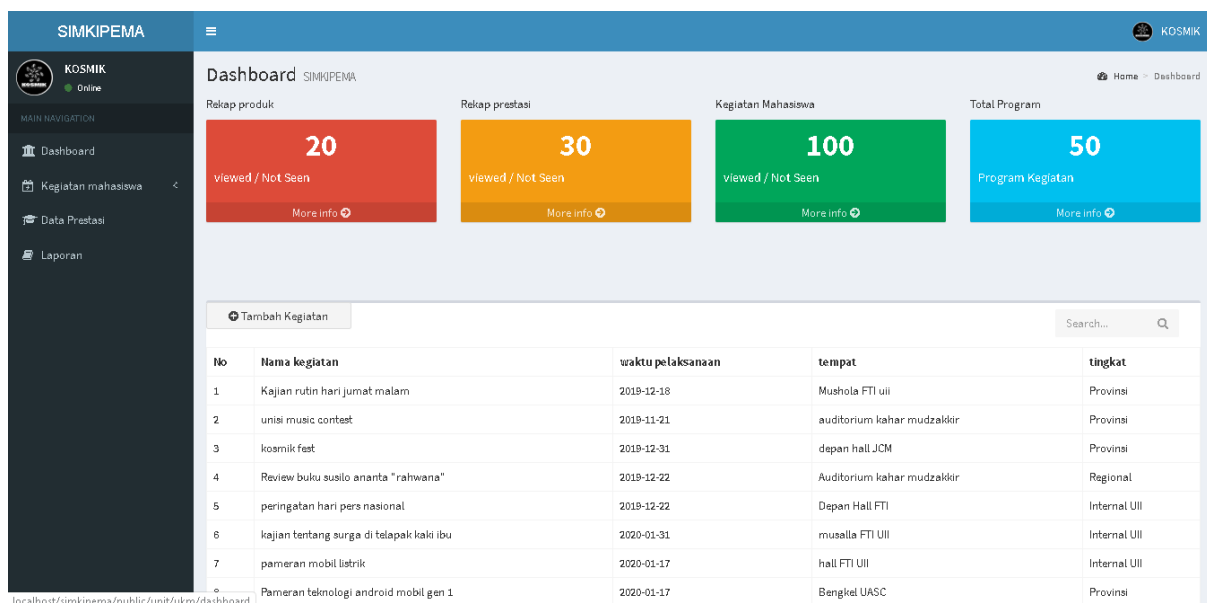 SIMKIPEMA
KOSMIK
KOSMIK
Online
MAIN NAVIGATION
Dashboard
Kegiatan mahasiswa
Data Prestasi
Laporan
Dashboard SIMKIPEMA
Home > Dashboard
Rekap produk
20
viewed / Not Seen
More info
Rekap prestasi
30
viewed / Not Seen
More info
Kegiatan Mahasiswa
100
viewed / Not Seen
More info
Total Program
50
Program Kegiatan
More info
Tambah Kegiatan
Search...
No Nama kegiatan waktu pelaksanaan tempat tingkat
1 Kajian rutin hari jumat malam 2019-12-18 Mushola FTI uii Provinsi
2 unisi music contest 2019-11-21 auditorium kahar mudzakkir Provinsi
3 kosmik fest 2019-12-31 depan hall JCM Provinsi
4 Review buku susilo ananta "rahwana" 2019-12-22 Auditorium kahar mudzakkir Regional
5 peringatan hari pers nasional 2019-12-22 Depan Hall FTI Internal UII
6 kajian tentang surga di telapak kaki ibu 2020-01-31 musalla FTI UII Internal UII
7 pameran mobil listrik 2020-01-17 hall FTI UII Internal UII
Pameran teknologi android mobil gen 1 2020-01-17 Bengkel UASC Provinsi
localhost/simkipema/public/unit/ukm/dashboard